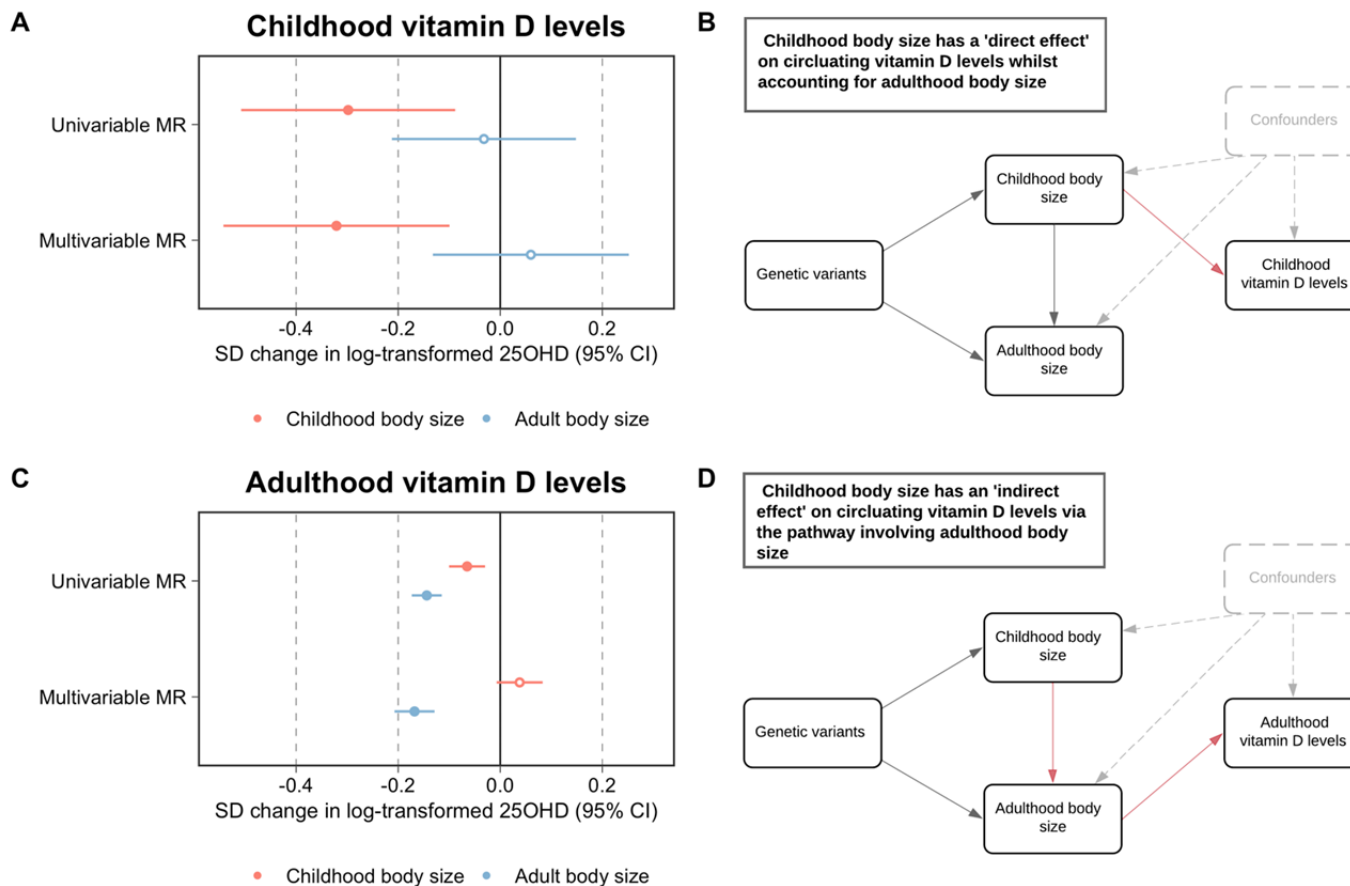 A
Childhood vitamin D levels
Univariable MR
Multivariable MR
-0.4
-0.2
0.0
0.2
SD change in log-transformed 25OHD (95% CI)
Childhood body size
Adult body size
B
Childhood body size has a 'direct effect'
on circluating vitamin D levels whilst
accounting for adulthood body size
Confounders
Childhood body
size
Genetic variants
Childhood
vitamin D levels
Adulthood body
size
C
Adulthood vitamin D levels
Univariable MR
Multivariable MR
-0.4
-0.2
0.0
0.2
SD change in log-transformed 25OHD (95% CI)
Childhood body size
Adult body size
D
Childhood body size has an 'indirect
effect' on circluating vitamin D levels via
the pathway involving adulthood body
size
Confounders
Childhood body
size
Genetic variants
Adulthood
vitamin D levels
Adulthood body
size